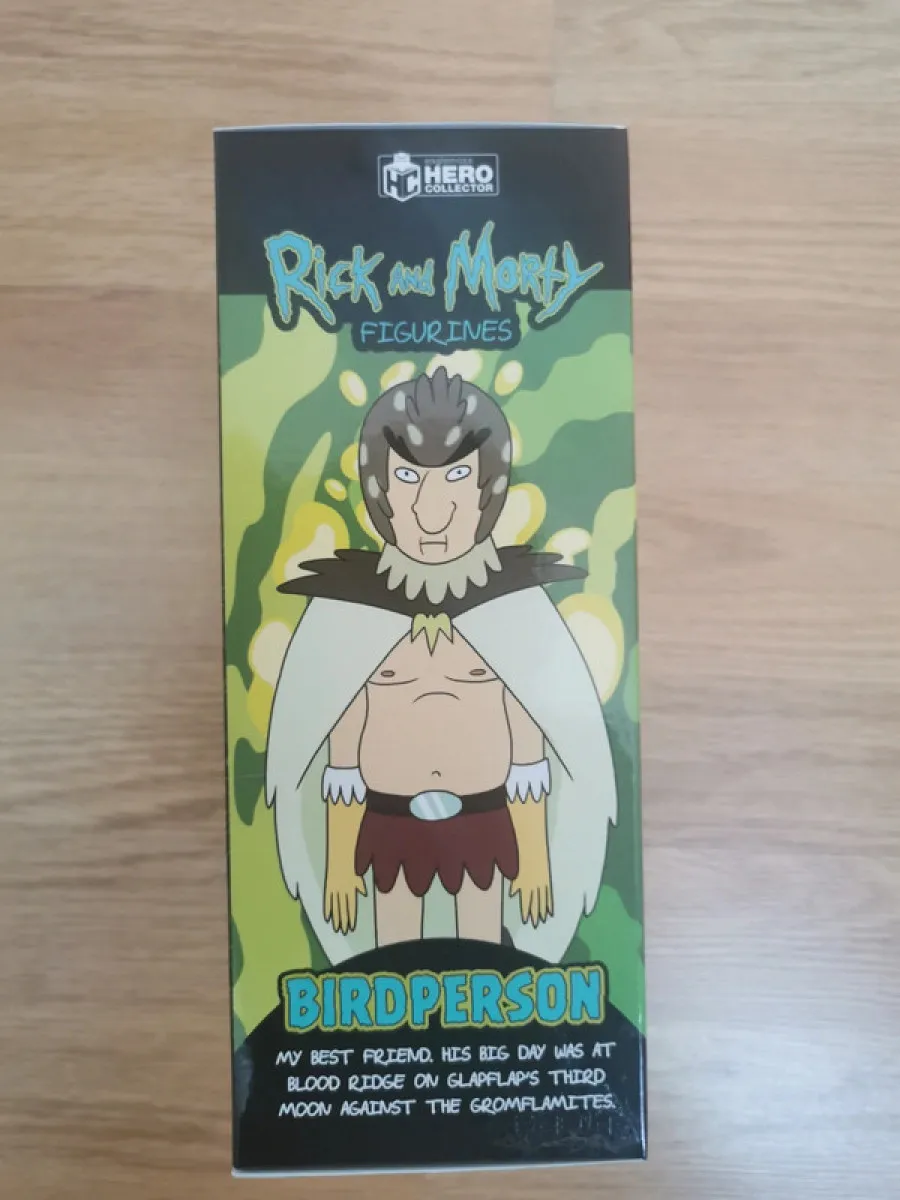 HC HERO
COLLECTOR
RICK AND MORTY
FIGURINES
BIRDPERSON
MY BEST FRIEND. HIS BIG DAY WAS AT
BLOOD RIDGE ON GLAPFLAP'S THIRD
MOON AGAINST THE GROMFLAMITES.